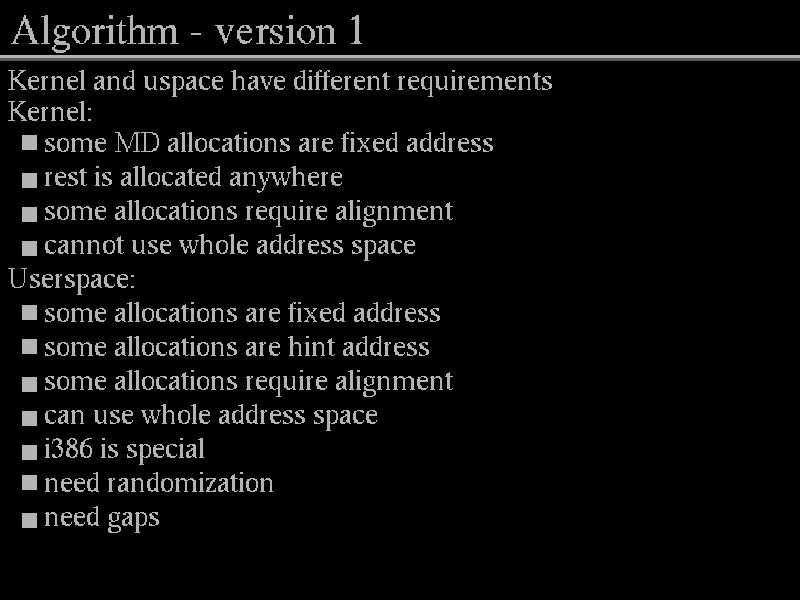 Algorithm - version 1
Kernel and uspace have different requirements
Kernel:
some MD allocations are fixed address
rest is allocated anywhere
some allocations require alignment
cannot use whole address space
Userspace:
some allocations are fixed address
some allocations are hint address
some allocations require alignment
can use whole address space
i386 is special
need randomization
need gaps